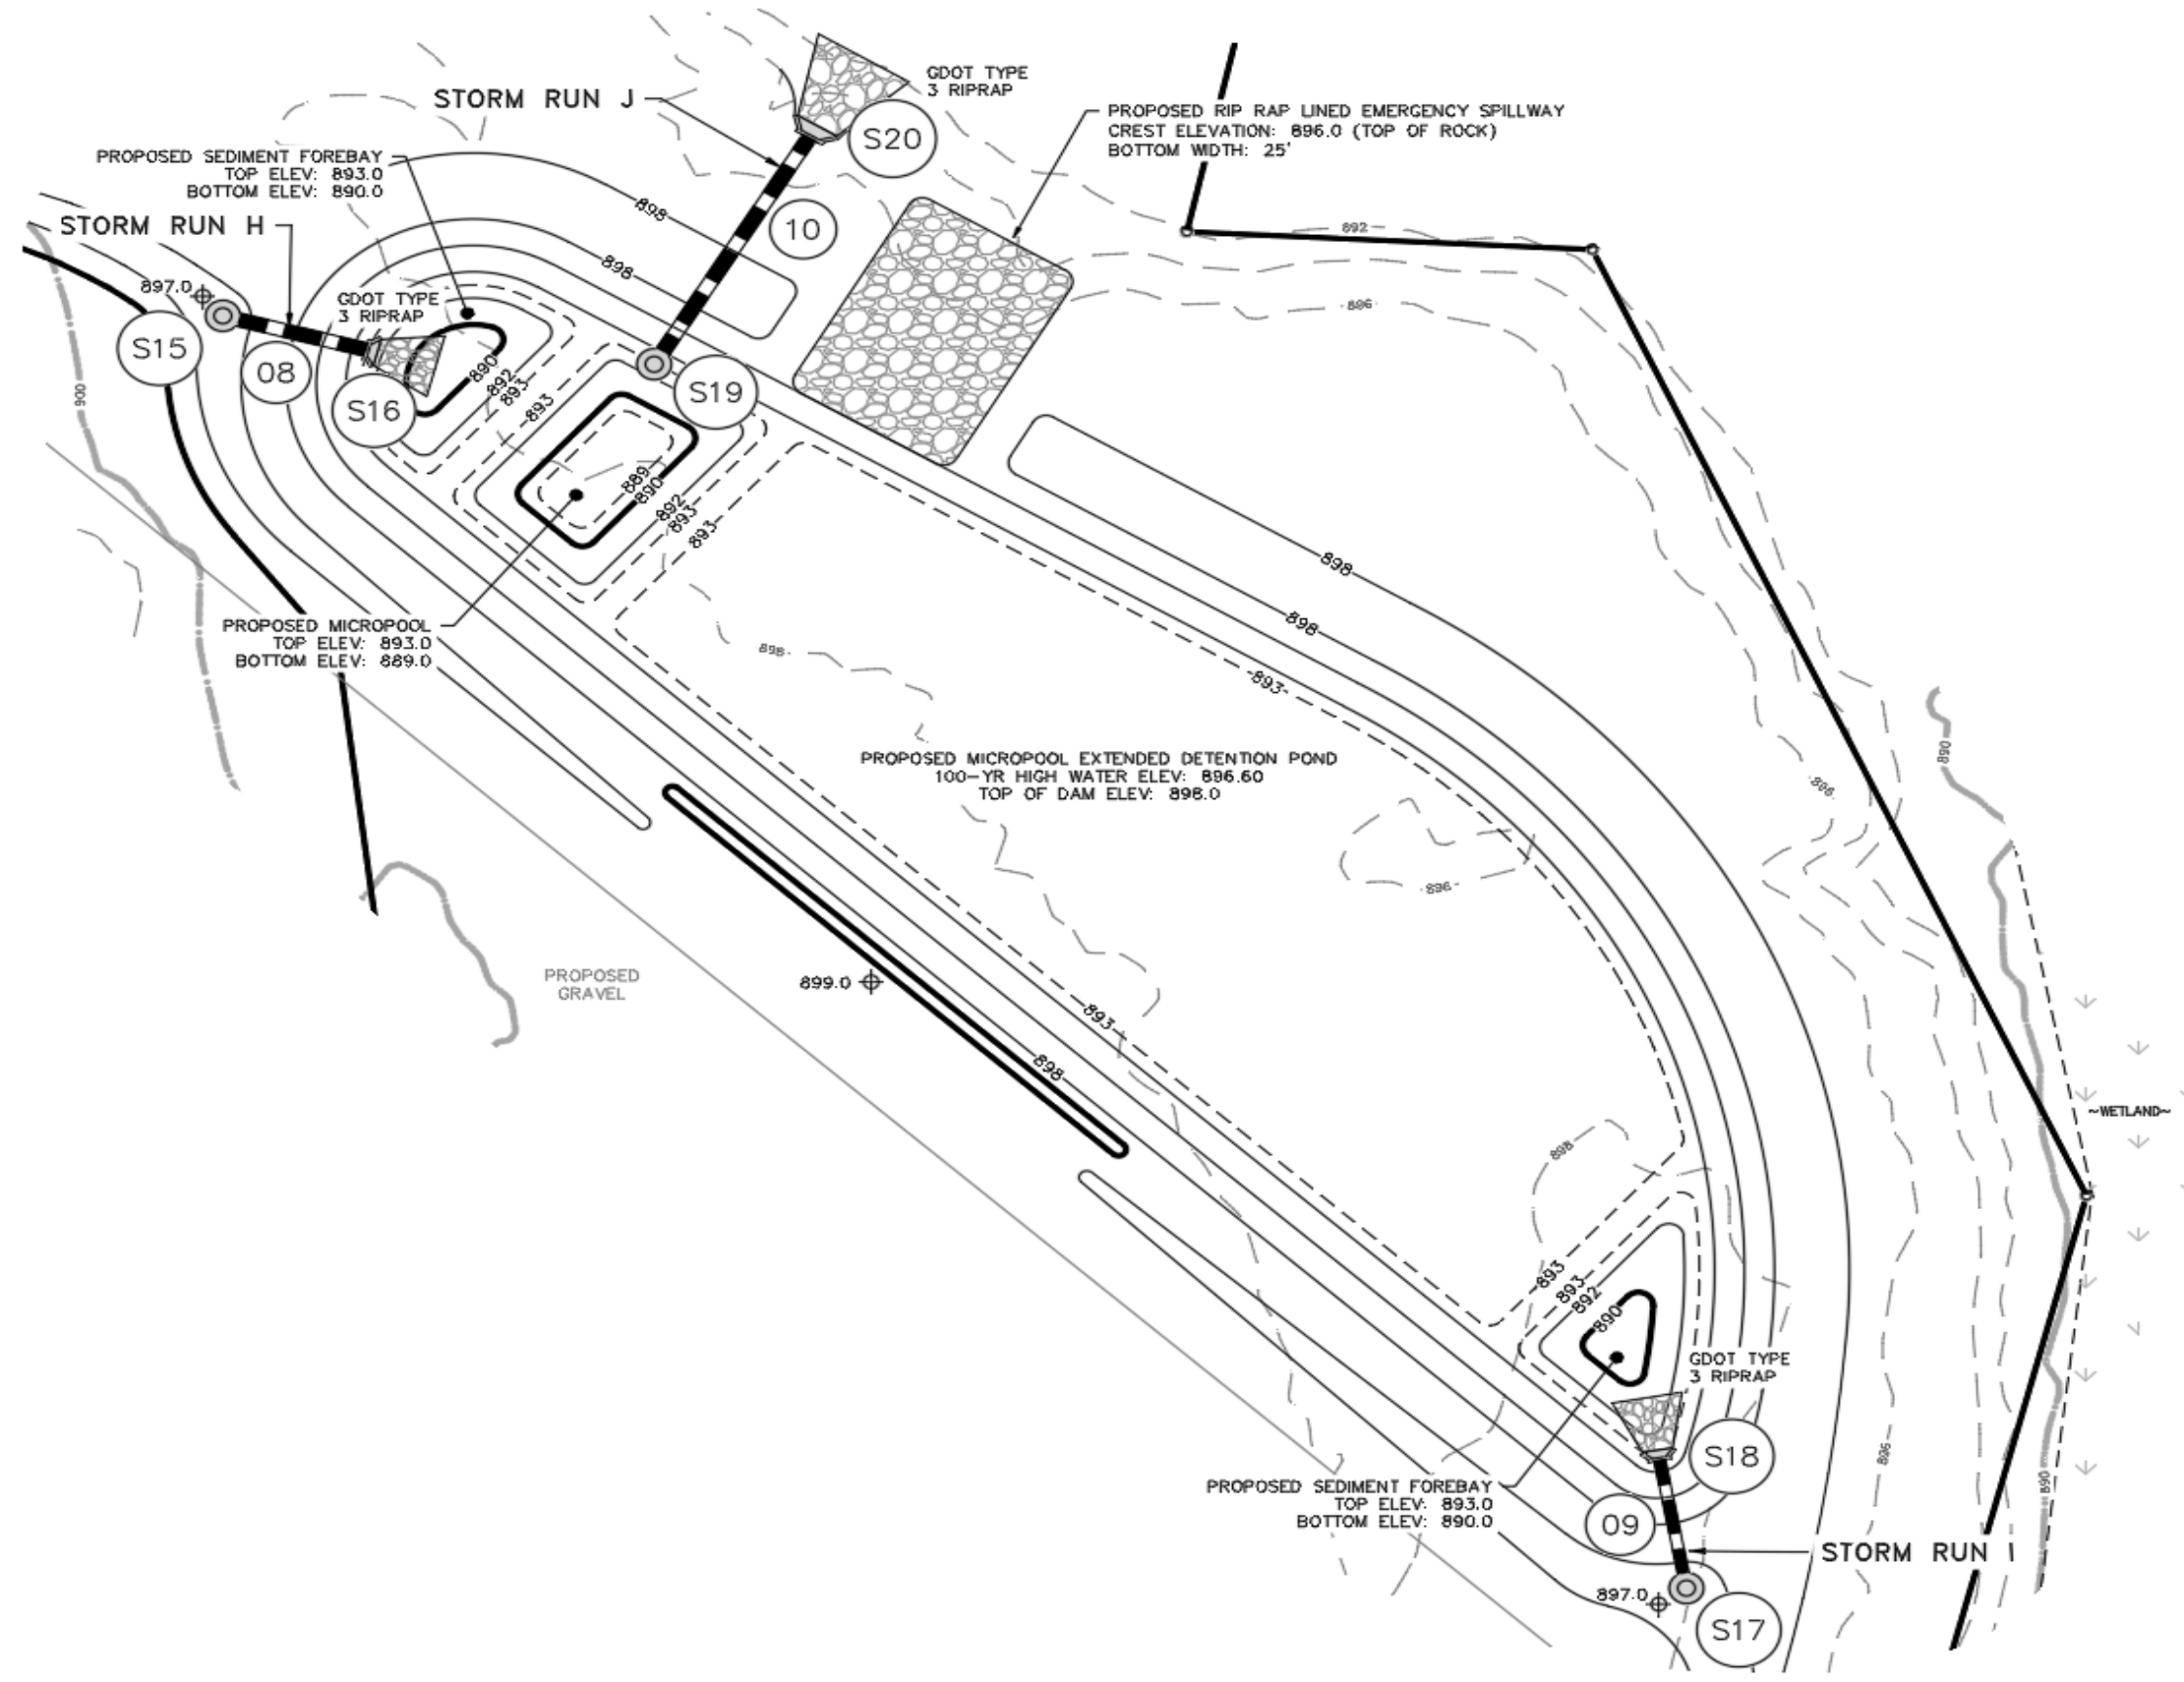 GDOT TYPE
3 RIPRAP
STORM RUN J
S20
PROPOSED RIP RAP LINED EMERGENCY SPILLWAY
CREST ELEVATION: 896.0 (TOP OF ROCK)
BOTTOM WIDTH: 25'
PROPOSED SEDIMENT FOREBAY
TOP ELEV: 893.0
BOTTOM ELEV: 890.0
898
STORM RUN H
10
892
898
897.0
GDOT TYPE
3 RIPRAP
896
S15
08
S16
S19
900
890
892
893
893
889
890
892
893
893
898
898
PROPOSED MICROPOOL
TOP ELEV: 893.0
BOTTOM ELEV: 889.0
898
893
890
PROPOSED MICROPOOL EXTENDED DETENTION POND
100-YR HIGH WATER ELEV: 896.60
TOP OF DAM ELEV: 898.0
896
PROPOSED
GRAVEL
899.0
893
898
~WETLAND~
898
893
893
892
890
GDOT TYPE
3 RIPRAP
S18
896
890
PROPOSED SEDIMENT FOREBAY
TOP ELEV: 893.0
BOTTOM ELEV: 890.0
09
STORM RUN I
897.0
S17